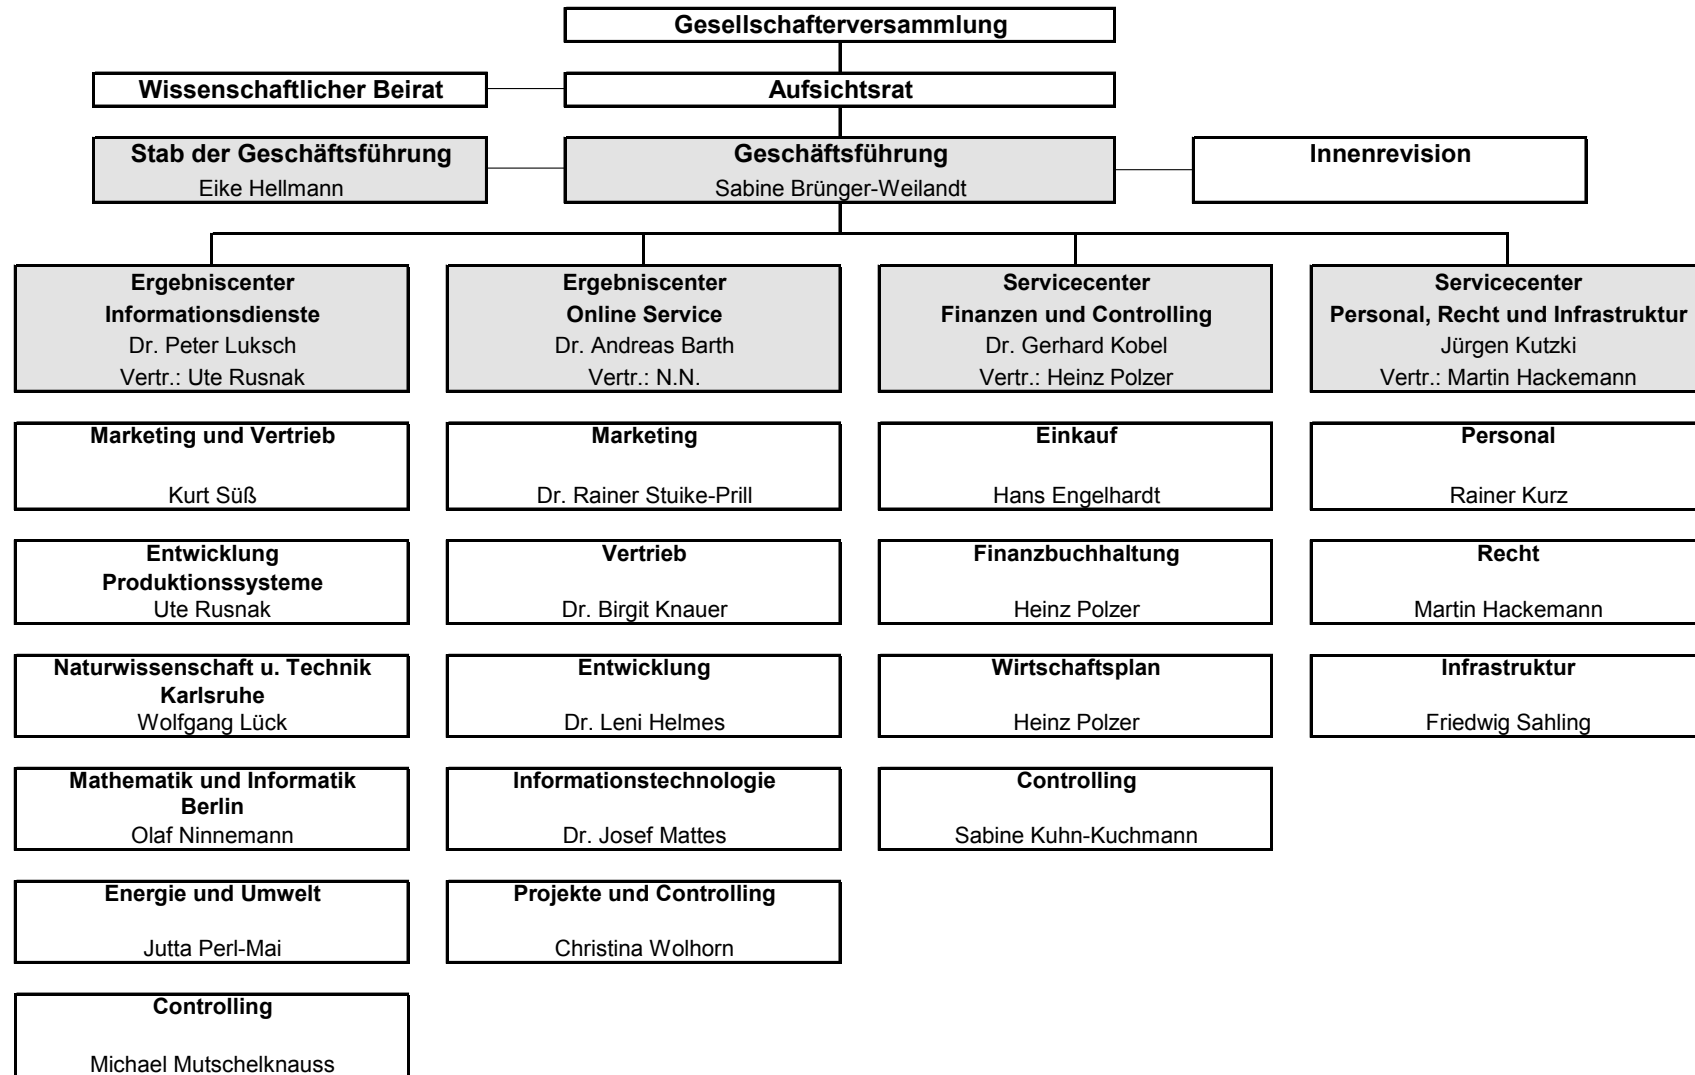 Gesellschafterversammlung
Wissenschaftlicher Beirat
Aufsichtsrat
Stab der Geschäftsführung
Eike Hellmann
Geschäftsführung
Sabine Brünger-Weilandt
Innenrevision
Ergebniscenter
Informationsdienste
Dr. Peter Luksch
Vertr.: Ute Rusnak
Ergebniscenter
Online Service
Dr. Andreas Barth
Vertr.: N.N.
Servicecenter
Finanzen und Controlling
Dr. Gerhard Kobel
Vertr.: Heinz Polzer
Servicecenter
Personal, Recht und Infrastruktur
Jürgen Kutzki
Vertr.: Martin Hackemann
Marketing und Vertrieb
Kurt Süß
Marketing
Dr. Rainer Stuike-Prill
Einkauf
Hans Engelhardt
Personal
Rainer Kurz
Entwicklung
Produktionssysteme
Ute Rusnak
Vertrieb
Dr. Birgit Knauer
Finanzbuchhaltung
Heinz Polzer
Recht
Martin Hackemann
Naturwissenschaft u. Technik
Karlsruhe
Wolfgang Lück
Entwicklung
Dr. Leni Helmes
Wirtschaftsplan
Heinz Polzer
Infrastruktur
Friedwig Sahling
Mathematik und Informatik
Berlin
Olaf Ninnemann
Informationstechnologie
Dr. Josef Mattes
Controlling
Sabine Kuhn-Kuchmann
Energie und Umwelt
Jutta Perl-Mai
Projekte und Controlling
Christina Wolhorn
Controlling
Michael Mutschelknauss